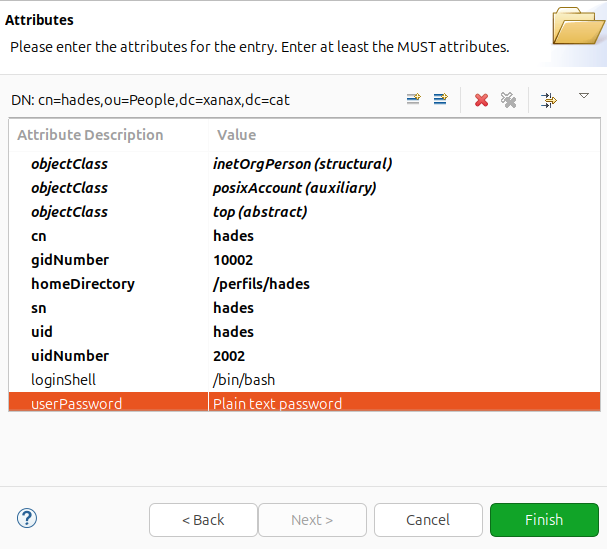 Attributes
Please enter the attributes for the entry. Enter at least the MUST attributes.
DN: cn=hades,ou=People,dc=xanax,dc=cat
Attribute Description Value
objectClass inetOrgPerson (structural)
objectClass posixAccount (auxiliary)
objectClass top (abstract)
cn hades
gidNumber 10002
homeDirectory /perfils/hades
sn hades
uid hades
uidNumber 2002
loginShell /bin/bash
userPassword Plain text password
? < Back Next > Cancel Finish